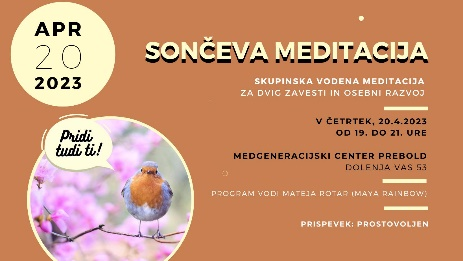 APR
20
2023
SONČEVA MEDITACIJA
SKUPINSKA VODENA MEDITACIJA
ZA DVIG ZAVESTI IN OSEBNI RAZVOJ
V ČETRTEK, 20.4.2023
OD 19. DO 21. URE
Pridi
tudi ti!
MEDGENERACIJSKI CENTER PREBOLD
DOLENJA VAS 53
PROGRAM VODI MATEJA ROTAR (MAYA RAINBOW)
PRISPEVEK: PROSTOVOLJEN